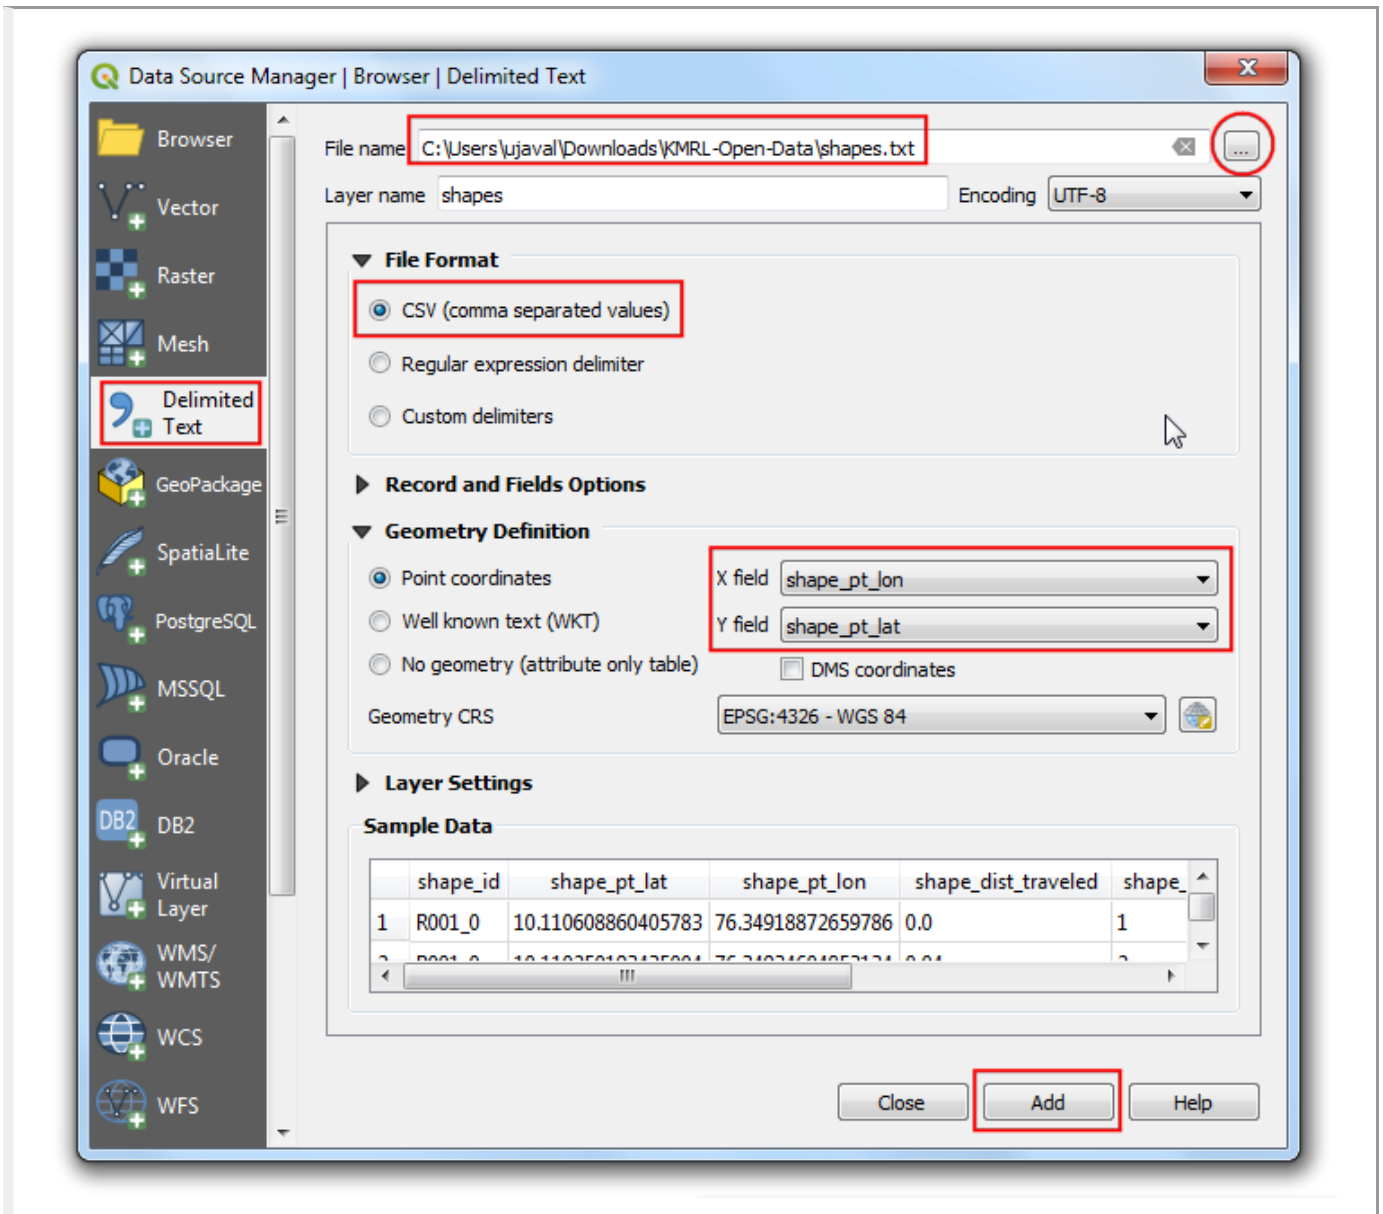 Data Source Manager | Browser | Delimited Text
Browser
Vector
Raster
Mesh
Delimited
Text
GeoPackage
SpatiaLite
PostgreSQL
MSSQL
Oracle
DB2 DB2
Virtual
Layer
WMS/
WMTS
WCS
WFS
File name C:\Users\ujaval\Downloads\KMRL-Open-Data\shapes.txt ...
Layer name shapes Encoding UTF-8
File Format
CSV (comma separated values)
Regular expression delimiter
Custom delimiters
Record and Fields Options
Geometry Definition
Point coordinates X field shape_pt_lon
Well known text (WKT) Y field shape_pt_lat
No geometry (attribute only table) DMS coordinates
Geometry CRS EPSG:4326 - WGS 84
Layer Settings
Sample Data
shape_id shape_pt_lat shape_pt_lon shape_dist_traveled shape_
1 R001_0 10.110608860405783 76.34918872659786 0.0 1
Close Add Help